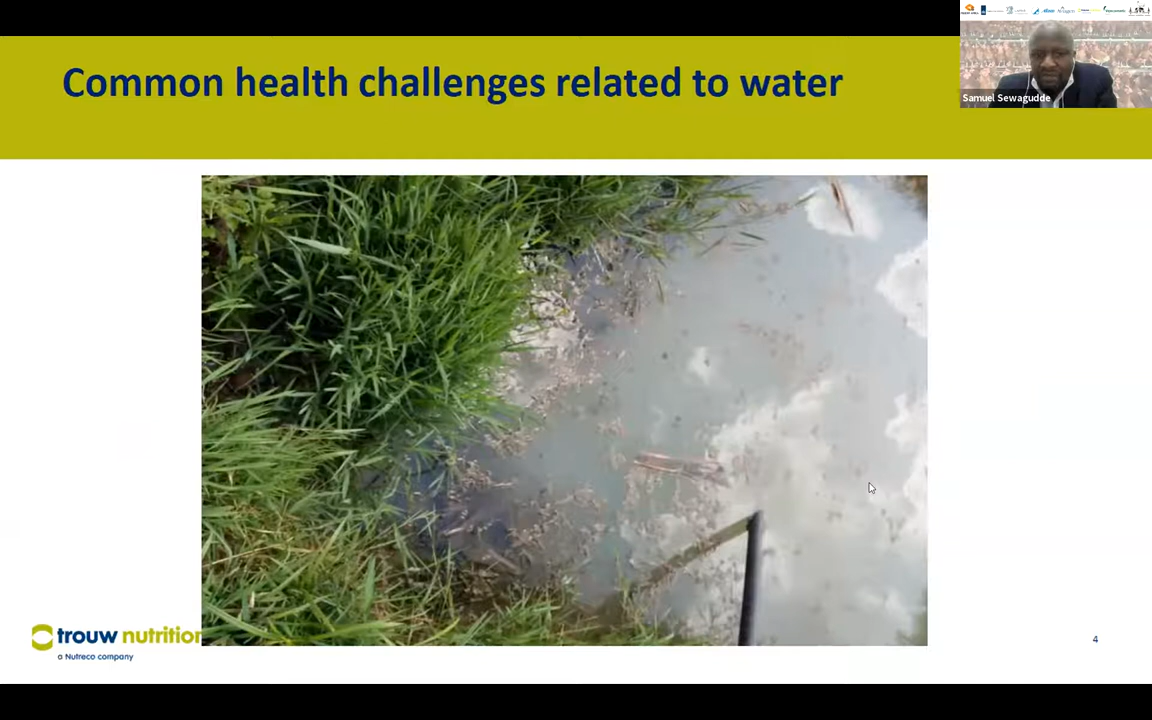 Common health challenges related to water
Samuel Sewagudde
trouw nutrition
a Nutreco company
4